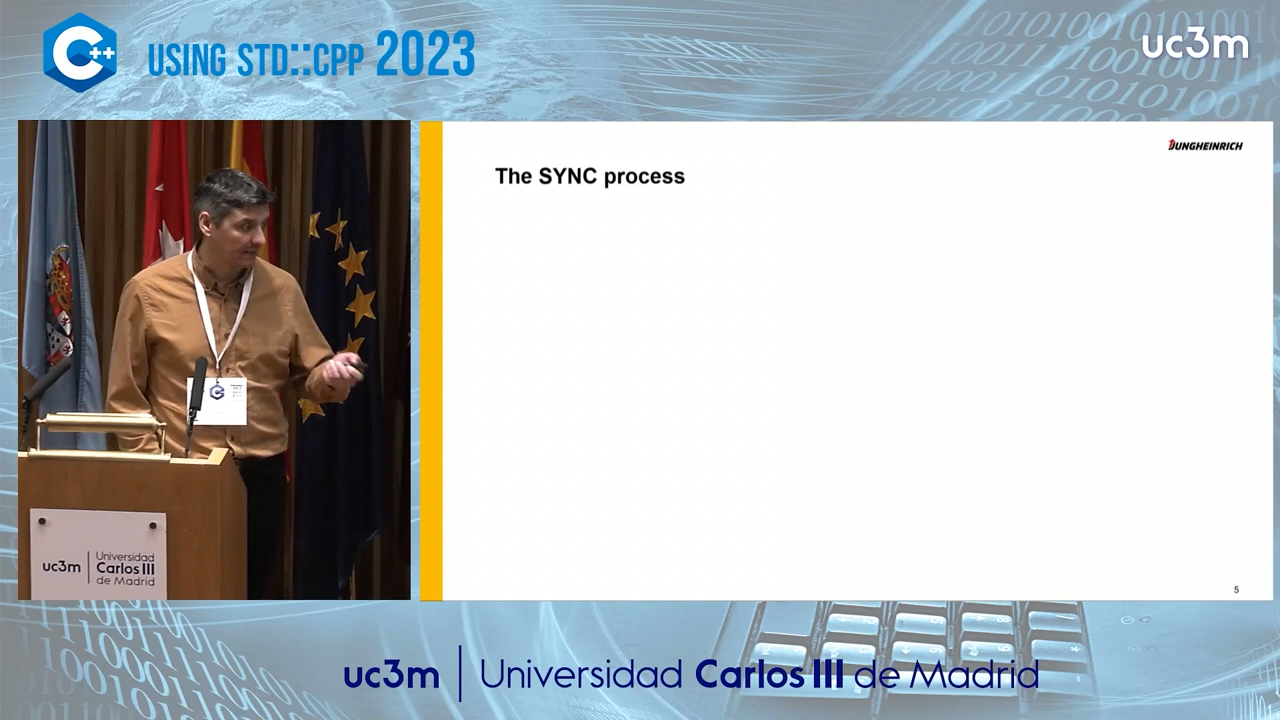 USING STD::CPP 2023
uc3m
JUNGHEINRICH
The SYNC process
5
uc3m
Universidad
Carlos III
de Madrid
uc3m | Universidad Carlos III de Madrid